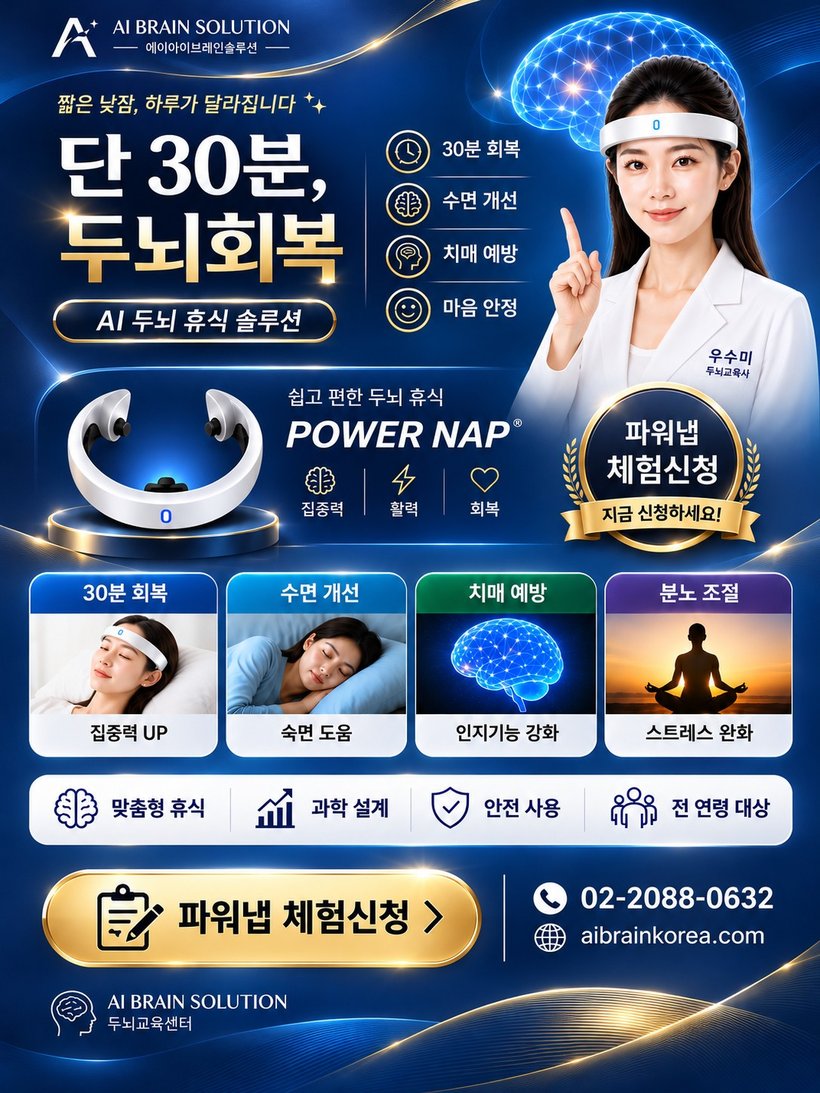 AI BRAIN SOLUTION
에이아이브레인솔루션
짧은 낮잠, 하루가 달라집니다
단 30분,
두뇌회복
AI 두뇌 휴식 솔루션
30분 회복
수면 개선
치매 예방
마음 안정
0
우수미
두뇌교육사
쉽고 편한 두뇌 휴식
POWER NAP®
집중력
활력
회복
0
파워냅
체험신청
지금 신청하세요!
30분 회복
0
집중력 UP
수면 개선
숙면 도움
치매 예방
인지기능 강화
분노 조절
스트레스 완화
맞춤형 휴식
과학 설계
안전 사용
전 연령 대상
파워냅 체험신청
02-2088-0632
aibrainkorea.com
AI BRAIN SOLUTION
두뇌교육센터